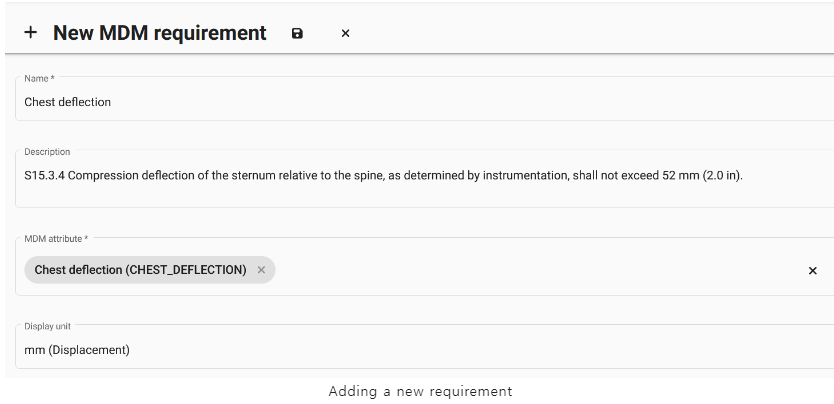 New MDM requirement
Name *
Chest deflection
Description
S15.3.4 Compression deflection of the sternum relative to the spine, as determined by instrumentation, shall not exceed 52 mm (2.0 in).
MDM attribute *
Chest deflection (CHEST_DEFLECTION)
Display unit
mm (Displacement)
Adding a new requirement